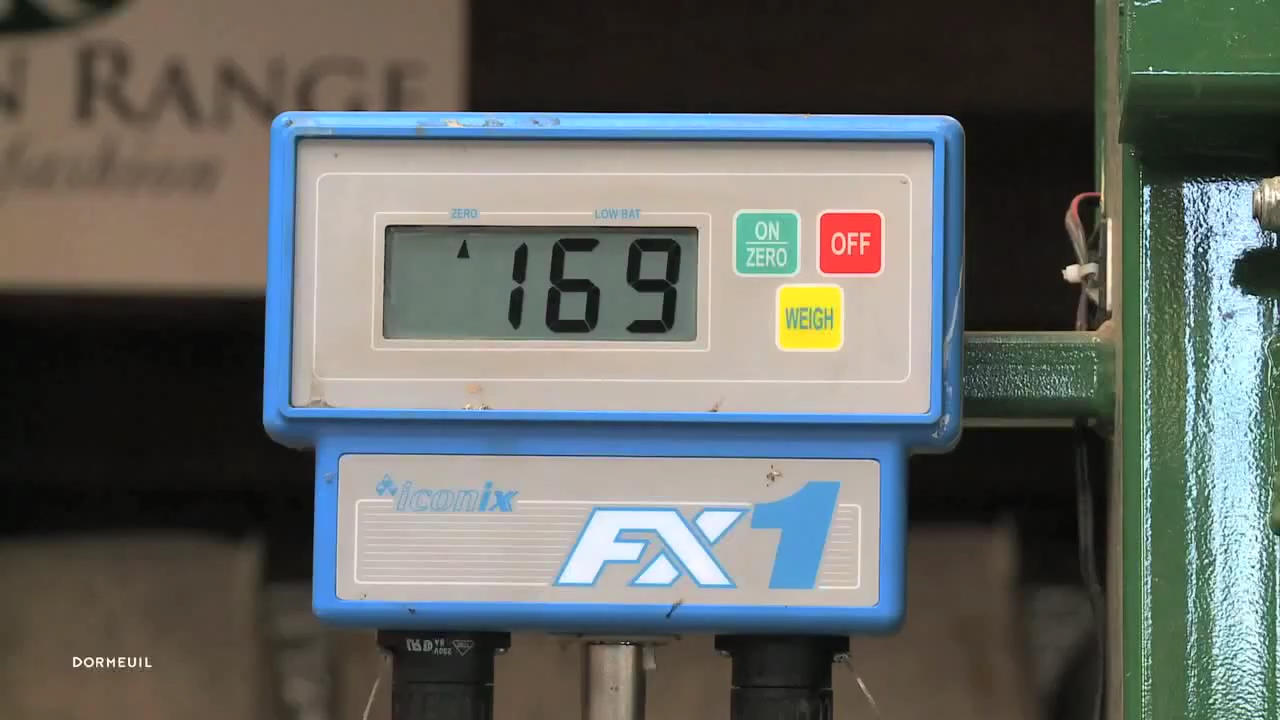 N RANGE
ZERO
LOW BAT
169
ON
ZERO
OFF
WEIGH
iconix
FX1
DORMEUIL